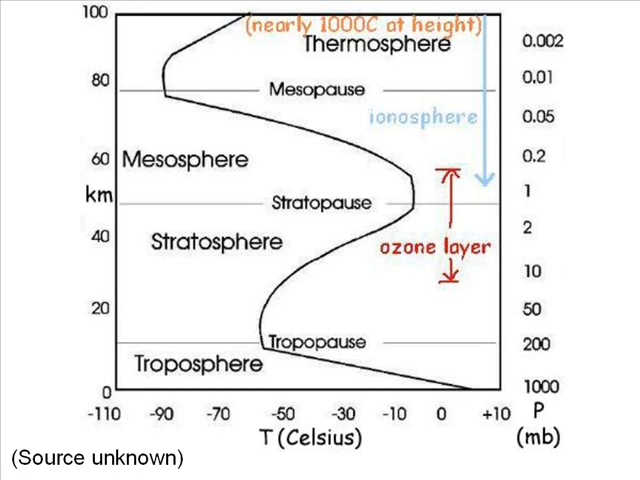 100
(nearly 1000C at height)
Thermosphere
0.002
80
0.01
Mesopause
0.05
ionosphere
60
Mesosphere
0.2
km
1
Stratopause
2
40
Stratosphere
ozone layer
10
20
50
Tropopause
200
Troposphere
0
1000
-110 -90 -70 -50 -30 -10 0 +10 P
T (Celsius) (mb)
(Source unknown)